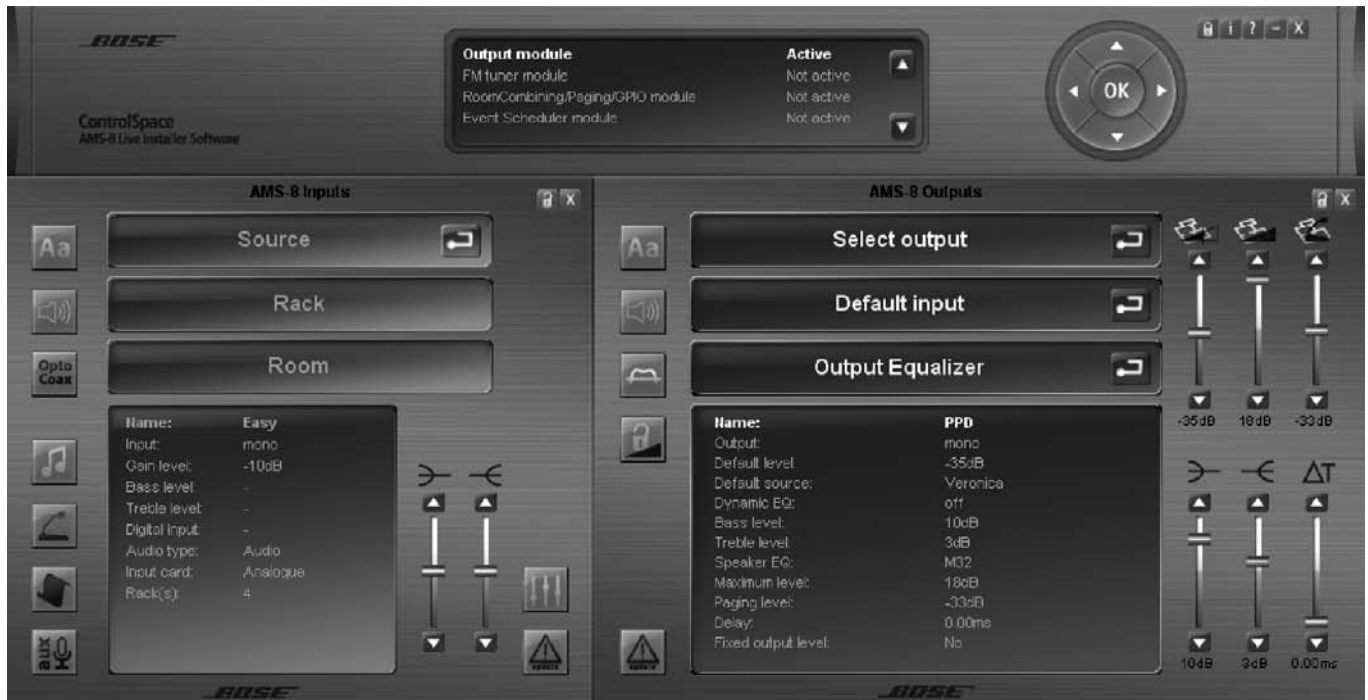 BOSE
ControlSpace
AMS-8 Live Installer Software
Output module Active
FM tuner module Not active
RoomCombining/Paging/GPIO module Not active
Event Scheduler module Not active
OK
i ? - X
AMS-8 Inputs
X
Aa
Source
Rack
Opto
Coax
Room
Name: Easy
Input: mono
Gain level: -10dB
Bass level: -
Treble level: -
Digital input: -
Audio type: Audio
Input card: Analogue
Rack(s): 4
aux
update
BOSE
AMS-8 Outputs
X
Aa
Select output
Default input
Output Equalizer
-35dB 18dB -33dB
Name: PPD
Output: mono
Default level: -35dB
Default source: Veronica
Dynamic EQ: off
Bass level: 10dB
Treble level: 3dB
Speaker EQ: M32
Maximum level: 18dB
Paging level: -33dB
Delay: 0.00ms
Fixed output level: No
ΔT
10dB 3dB 0.00ms
update
BOSE